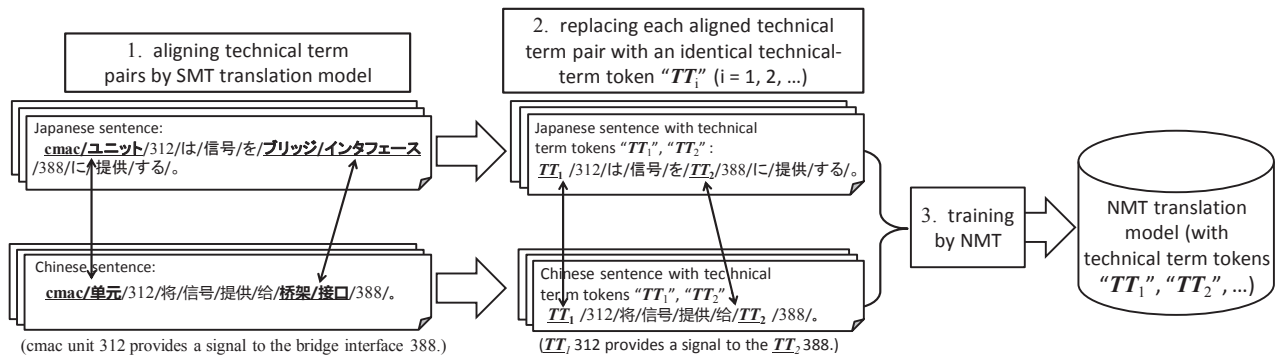 1. aligning technical term
pairs by SMT translation model
2. replacing each aligned technical
term pair with an identical technical-
term token “TTi” (i = 1, 2, …)
Japanese sentence:
cmac/ユニット/312/は/信号/を/ブリッジ/インタフェース
/388/に/提供/する/。
Chinese sentence:
cmac/单元/312/将/信号/提供/给/桥架/接口/388/。
(cmac unit 312 provides a signal to the bridge interface 388.)
Japanese sentence with technical
term tokens “TT1”, “TT2” :
TT1 /312/は/信号/を/TT2/388/に/提供/する/。
Chinese sentence with technical
term tokens “TT1”, “TT2”
TT1 /312/将/信号/提供/给/TT2 /388/。
(TT1 312 provides a signal to the TT2 388.)
3. training
by NMT
NMT translation
model (with
technical term tokens
“TT1”, “TT2”, …)